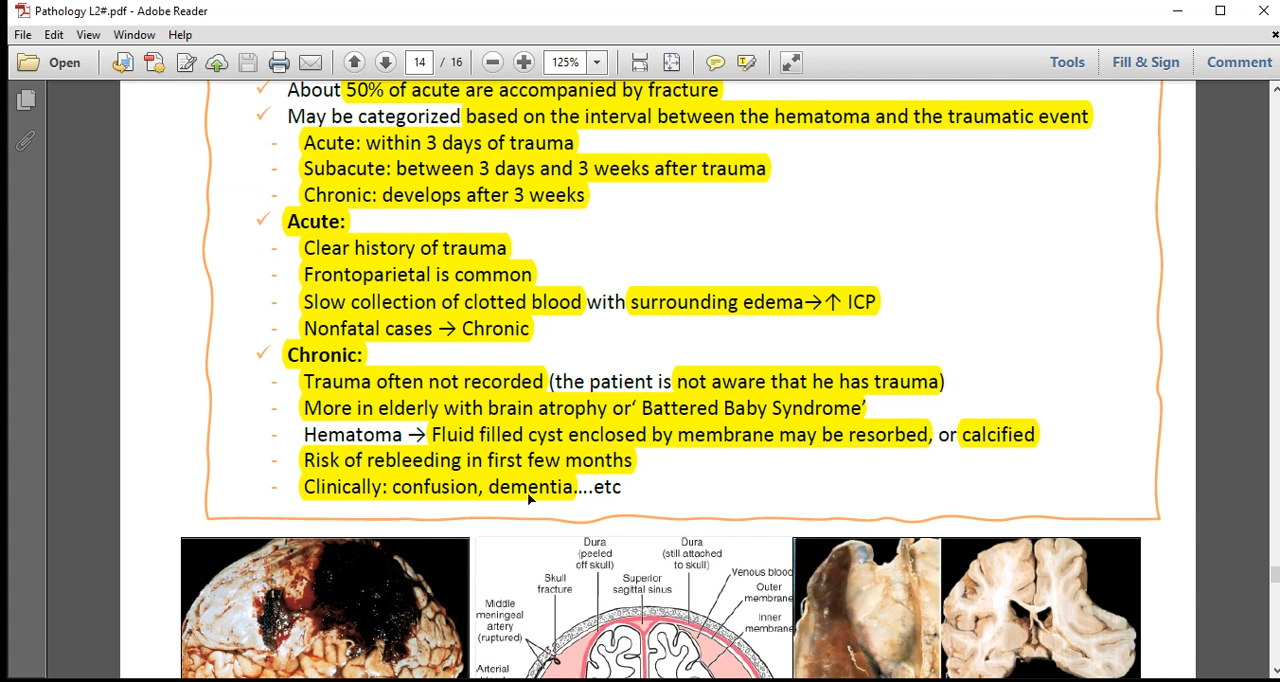 Pathology L2#.pdf - Adobe Reader
File Edit View Window Help
Open 14 / 16 125% Tools Fill & Sign Comment
✓ About 50% of acute are accompanied by fracture
✓ May be categorized based on the interval between the hematoma and the traumatic event
- Acute: within 3 days of trauma
- Subacute: between 3 days and 3 weeks after trauma
- Chronic: develops after 3 weeks
✓ Acute:
- Clear history of trauma
- Frontoparietal is common
- Slow collection of clotted blood with surrounding edema→↑ ICP
- Nonfatal cases → Chronic
✓ Chronic:
- Trauma often not recorded (the patient is not aware that he has trauma)
- More in elderly with brain atrophy or‘ Battered Baby Syndrome’
- Hematoma → Fluid filled cyst enclosed by membrane may be resorbed, or calcified
- Risk of rebleeding in first few months
- Clinically: confusion, dementia....etc
Dura
(peeled
off skull)
Dura
(still attached
to skull)
Skull
fracture
Superior
sagittal sinus
Venous blood
Outer
membrane
Inner
membrane
Middle
meningeal
artery
(ruptured)
Arterial